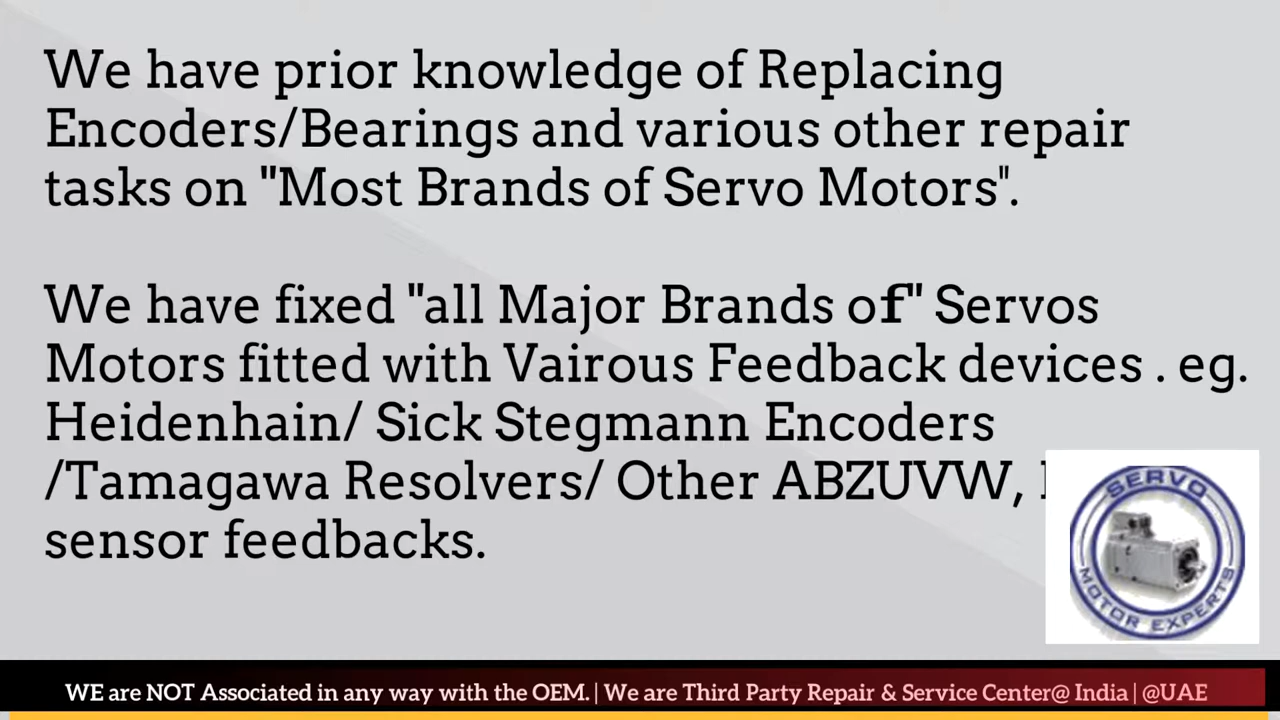 We have prior knowledge of Replacing
Encoders/Bearings and various other repair
tasks on "Most Brands of Servo Motors".
We have fixed "all Major Brands of" Servos
Motors fitted with Vairous Feedback devices . eg.
Heidenhain/ Sick Stegmann Encoders
/Tamagawa Resolvers/ Other ABZUVW,
sensor feedbacks.
SERVO
MOTOR EXPERTS
WE are NOT Associated in any way with the OEM. | We are Third Party Repair & Service Center@ India | @UAE